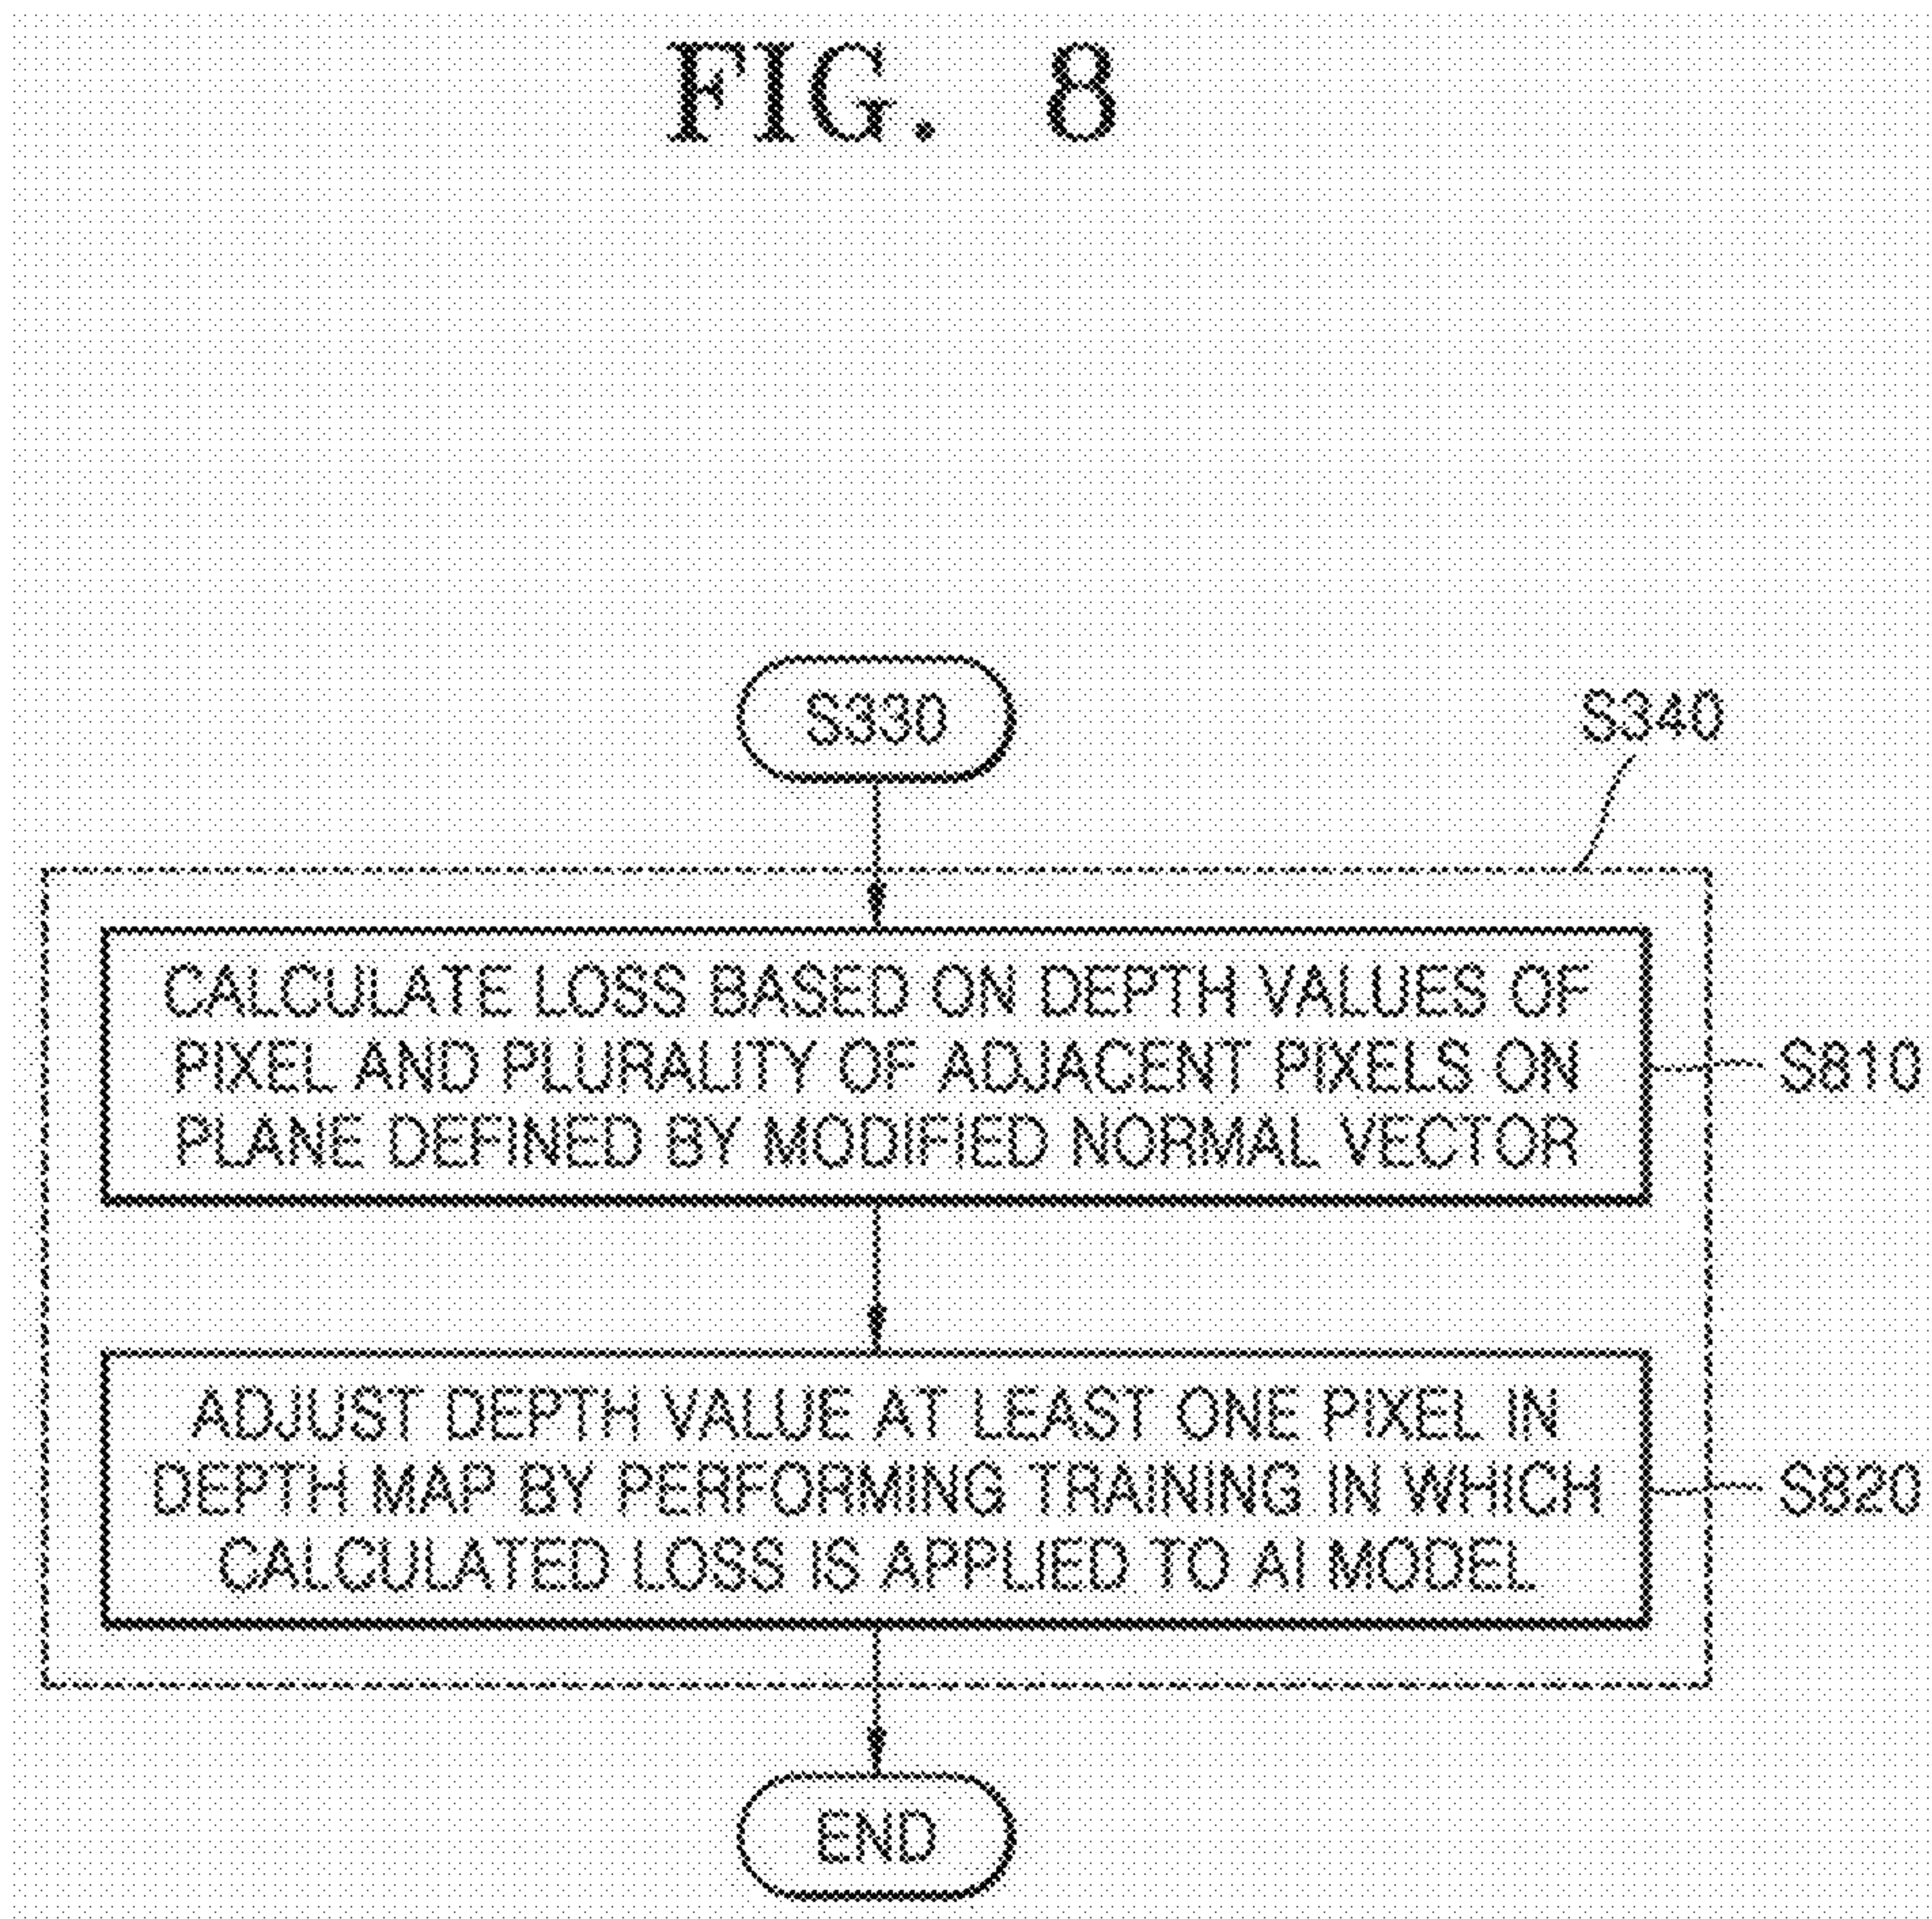 FIG. 8
S330
S340
CALCULATE LOSS BASED ON DEPTH VALUES OF
PIXEL AND PLURALITY OF ADJACENT PIXELS ON
PLANE DEFINED BY MODIFIED NORMAL VECTOR
S810
ADJUST DEPTH VALUE AT LEAST ONE PIXEL IN
DEPTH MAP BY PERFORMING TRAINING IN WHICH
CALCULATED LOSS IS APPLIED TO AI MODEL
S820
END